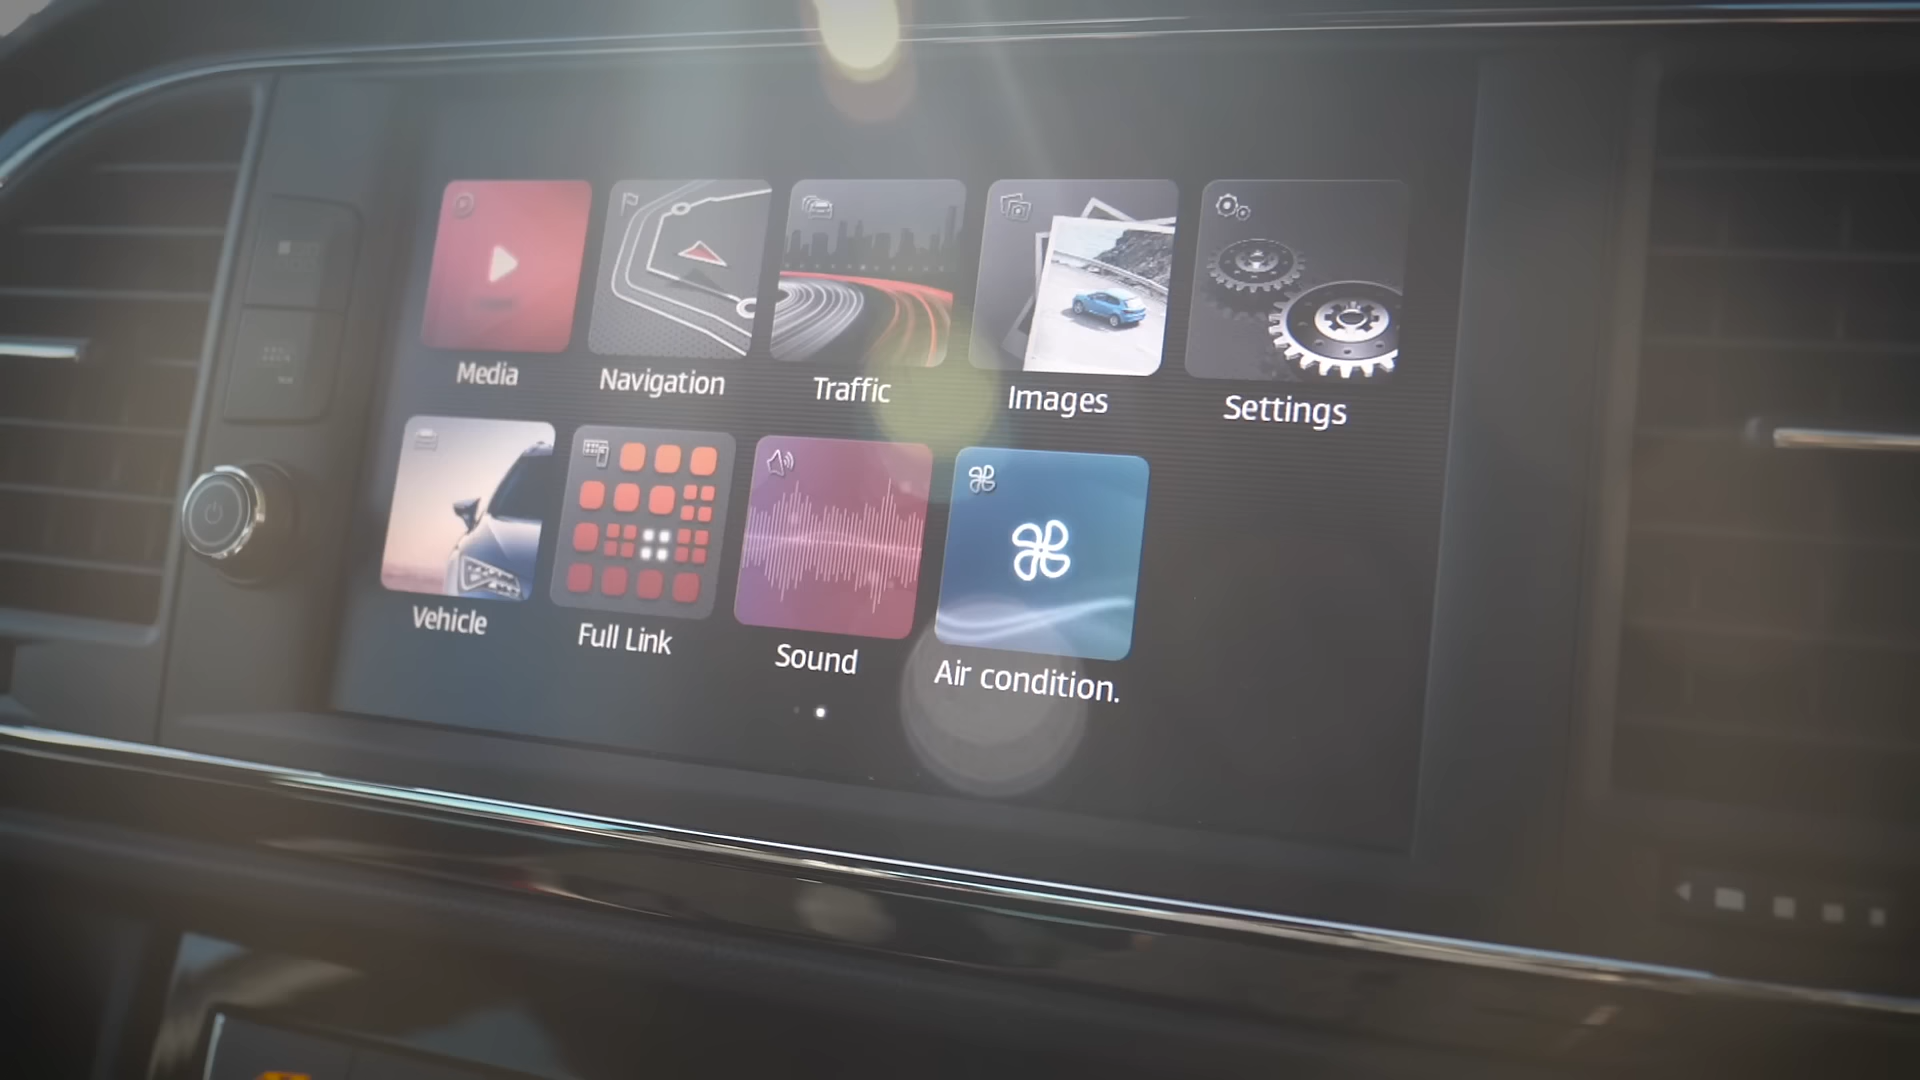 Media
Navigation
Traffic
Images
Settings
Vehicle
Full Link
Sound
Air condition.